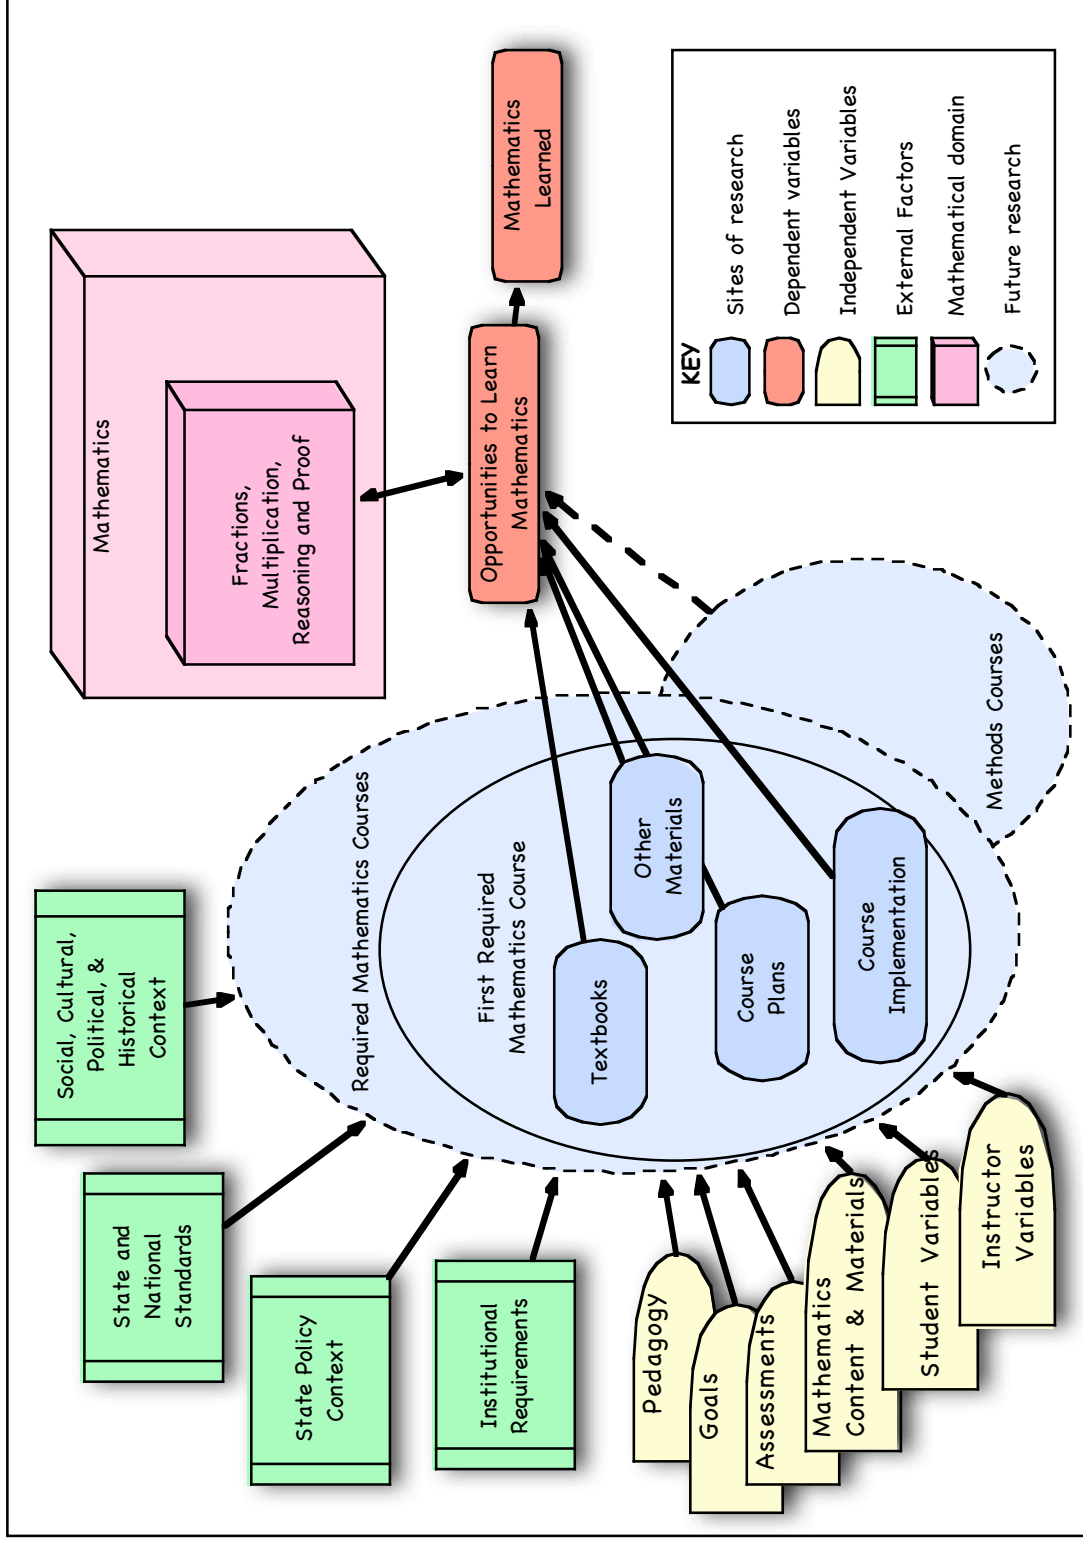 Social, Cultural,
Political, &
Historical
Context
State and
National
Standards
State Policy
Context
Institutional
Requirements
Pedagogy
Goals
Assessments
Mathematics
Content & Materials
Student Variables
Instructor
Variables
Required Mathematics Courses
First Required
Mathematics Course
Textbooks
Other
Materials
Course
Plans
Course
Implementation
Methods Courses
Mathematics
Fractions,
Multiplication,
Reasoning and Proof
Opportunities to Learn
Mathematics
Mathematics
Learned
KEY
Sites of research
Dependent variables
Independent Variables
External Factors
Mathematical domain
Future research